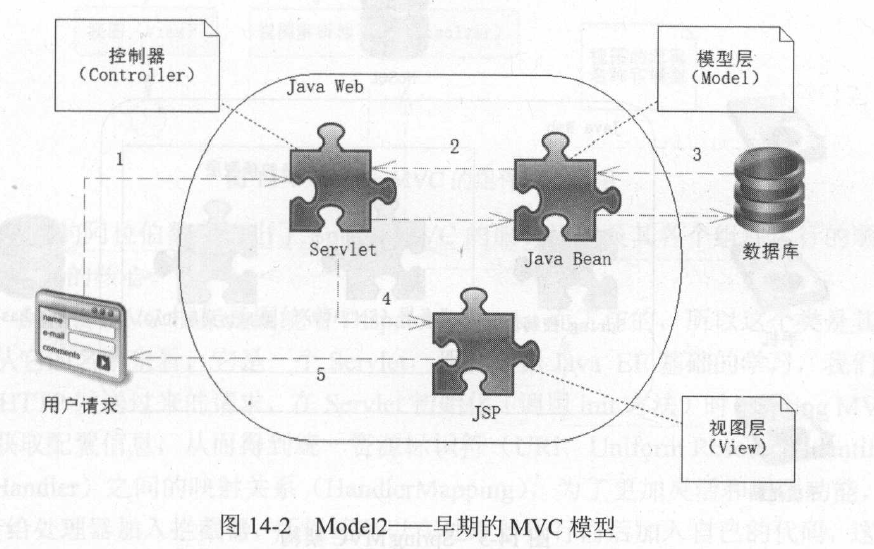 控制器
(Controller)
模型层
(Model)
Java Web
1
2
3
Servlet
Java Bean
数据库
4
name
email
comments
5
用户请求
JSP
视图层
(View)
图 14-2 Model2——早期的 MVC 模型